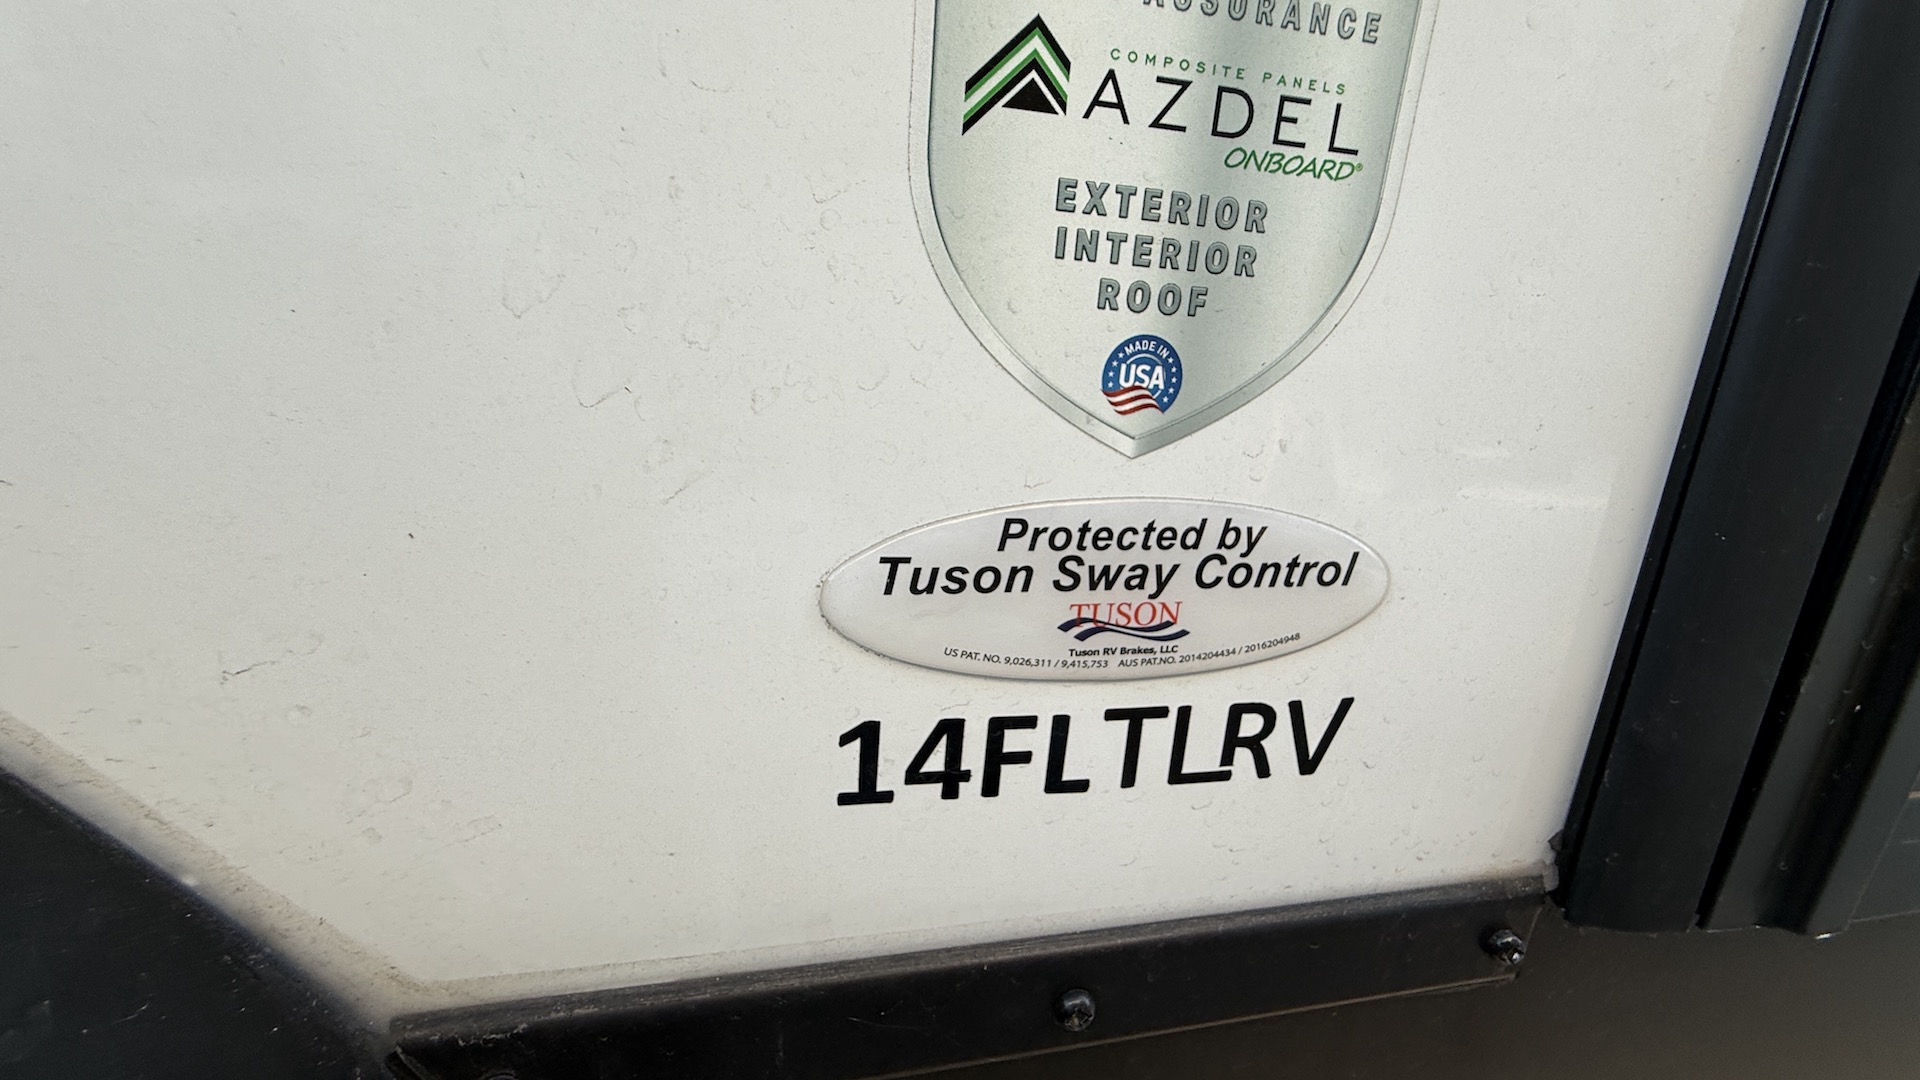 ASSURANCE
COMPOSITE PANELS
AZDEL
ONBOARD®
EXTERIOR
INTERIOR
ROOF
MADE IN
USA
Protected by
Tuson Sway Control
TUSON
Tuson RV Brakes, LLC
US PAT. NO. 9,026,311 / 9,415,753 AUS PAT.NO. 2014204434 / 2016204948
14FLTLRV